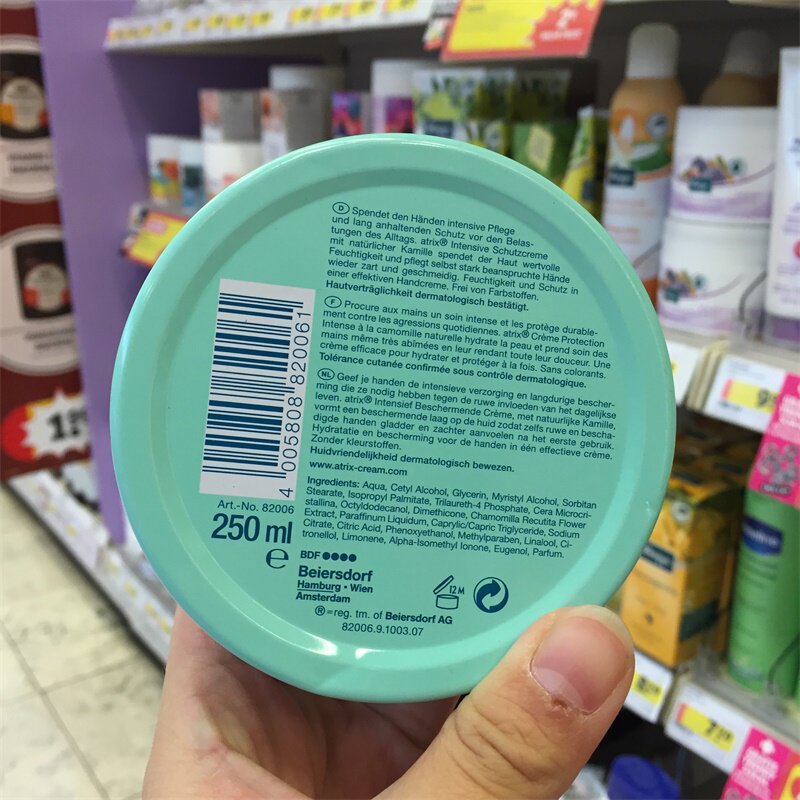 D Spendet den Händen intensive Pflege
und lang anhaltenden Schutz vor den Belas-
tungen des Alltags. atrix® Intensive Schutzcreme
mit natürlicher Kamille spendet der Haut wertvolle
Feuchtigkeit und pflegt selbst stark beanspruchte Hände
wieder zart und geschmeidig. Feuchtigkeit und Schutz in
einer effektiven Handcreme. Frei von Farbstoffen.
Hautverträglichkeit dermatologisch bestätigt.
F Procure aux mains un soin intense et les protège durable-
ment contre les agressions quotidiennes. atrix® Crème Protection
Intense à la camomille naturelle hydrate la peau et prend soin des
mains même très abîmées en leur rendant toute leur douceur. Une
crème efficace pour hydrater et protéger à la fois. Sans colorants.
Tolérance cutanée confirmée sous contrôle dermatologique.
NL Geef je handen de intensieve verzorging en langdurige bescher-
ming die ze nodig hebben tegen de ruwe invloeden van het dagelijkse
leven. atrix® Intensief Beschermende Crème, met natuurlijke Kamille,
vormt een beschermende laag op de huid zodat zelfs ruwe en bescha-
digde handen gladder en zachter aanvoelen na het eerste gebruik.
Hydratatie en bescherming voor de handen in één effectieve crème.
Zonder kleurstoffen.
Huidvriendelijkheid dermatologisch bewezen.
www.atrix-cream.com
Ingredients: Aqua, Cetyl Alcohol, Glycerin, Myristyl Alcohol, Sorbitan
Stearate, Isopropyl Palmitate, Trilaureth-4 Phosphate, Cera Microcri-
stallina, Octyldodecanol, Dimethicone, Chamomilla Recutita Flower
Extract, Paraffinum Liquidum, Caprylic/Capric Triglyceride, Sodium
Citrate, Citric Acid, Phenoxyethanol, Methylparaben, Linalool, Ci-
tronellol, Limonene, Alpha-Isomethyl Ionone, Eugenol, Parfum.
4 005808 820061
Art.-No. 82006
250 ml
e
BDF
Beiersdorf
Hamburg • Wien
Amsterdam
12 M
®=reg. tm. of Beiersdorf AG
82006.9.1003.07